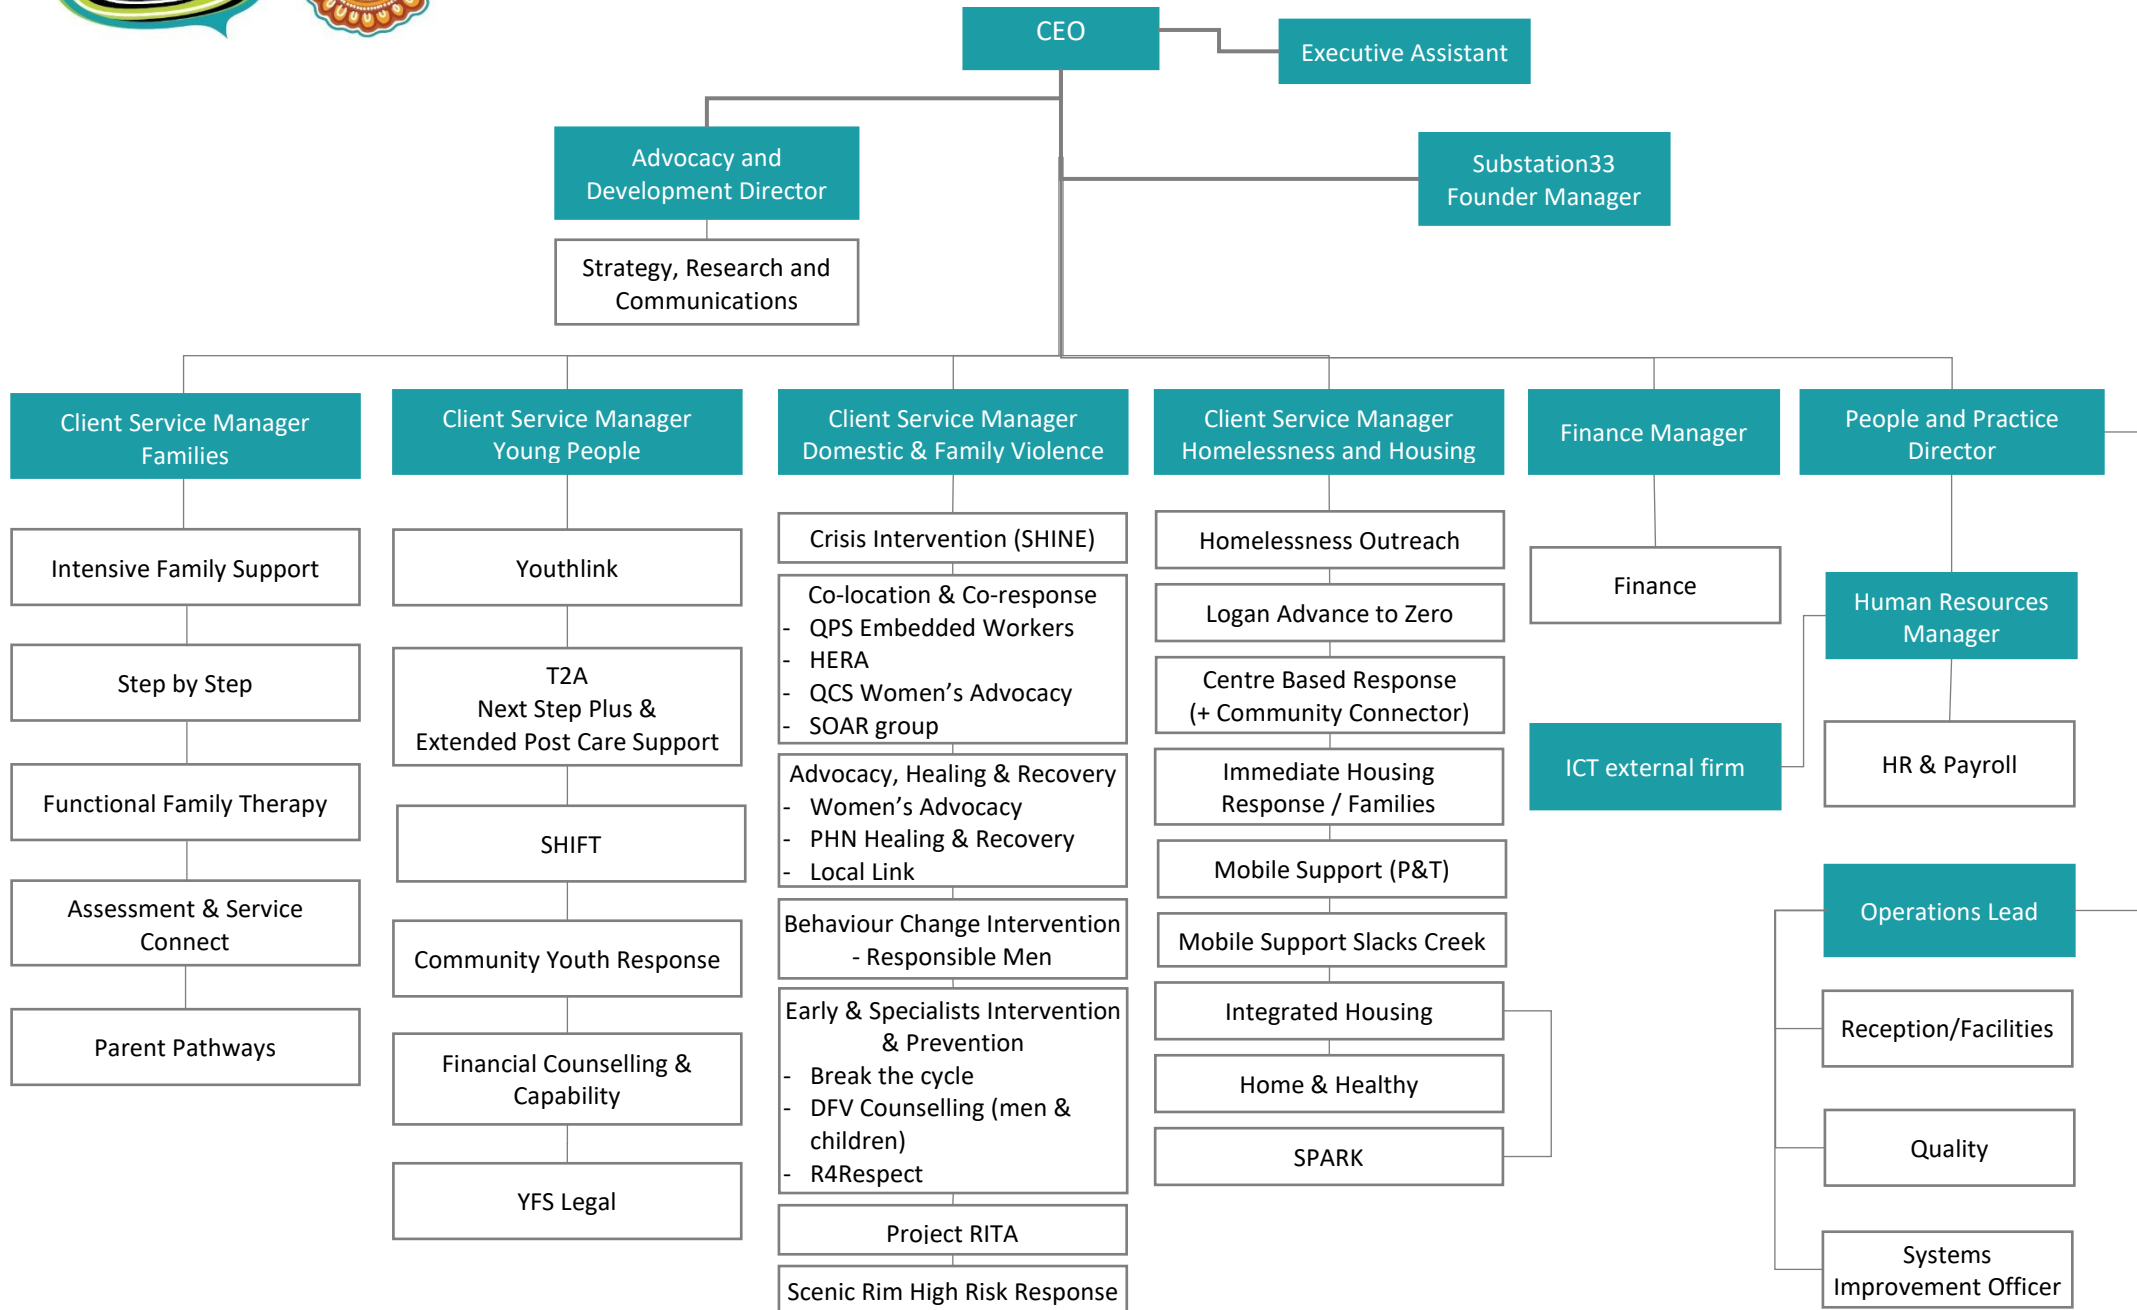 CEO
Executive Assistant
Advocacy and
Development Director
Substation33
Founder Manager
Strategy, Research and
Communications
Client Service Manager
Families
Intensive Family Support
Step by Step
Functional Family Therapy
Assessment & Service
Connect
Parent Pathways
Client Service Manager
Young People
Youthlink
T2A
Next Step Plus &
Extended Post Care Support
SHIFT
Community Youth Response
Financial Counselling &
Capability
YFS Legal
Client Service Manager
Domestic & Family Violence
Crisis Intervention (SHINE)
Co-location & Co-response
- QPS Embedded Workers
- HERA
- QCS Women’s Advocacy
- SOAR group
Advocacy, Healing & Recovery
- Women’s Advocacy
- PHN Healing & Recovery
- Local Link
Behaviour Change Intervention
- Responsible Men
Early & Specialists Intervention
& Prevention
- Break the cycle
- DFV Counselling (men &
children)
- R4Respect
Project RITA
Scenic Rim High Risk Response
Client Service Manager
Homelessness and Housing
Homelessness Outreach
Logan Advance to Zero
Centre Based Response
(+ Community Connector)
Immediate Housing
Response / Families
Mobile Support (P&T)
Mobile Support Slacks Creek
Integrated Housing
Home & Healthy
SPARK
Finance Manager
Finance
People and Practice
Director
Human Resources
Manager
ICT external firm
HR & Payroll
Operations Lead
Reception/Facilities
Quality
Systems
Improvement Officer